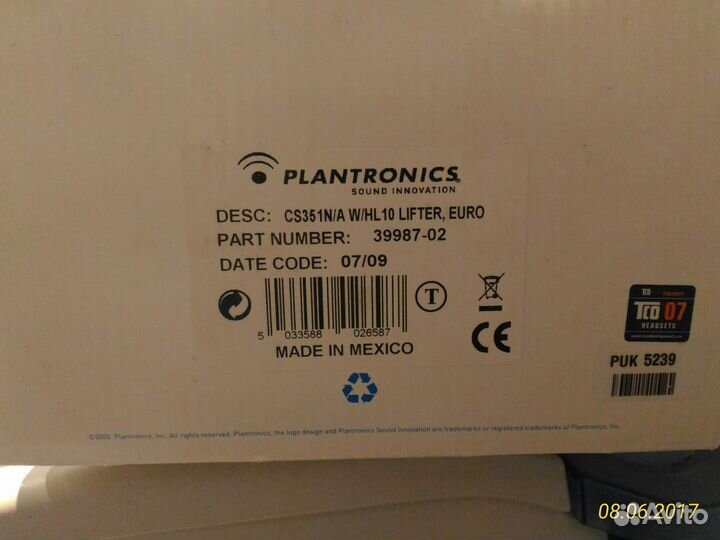 PLANTRONICS
SOUND INNOVATION
DESC: CS351N/A W/HL10 LIFTER, EURO
PART NUMBER: 39987-02
DATE CODE: 07/09
T
5 033588 026587
CE
MADE IN MEXICO
TCO
TCO 07
HEADSETS
PUK 5239
©2005 Plantronics, Inc. All rights reserved. Plantronics, the logo design and Plantronics Sound Innovation are trademarks or registered trademarks of Plantronics, Inc.
08.06.2017
Avito